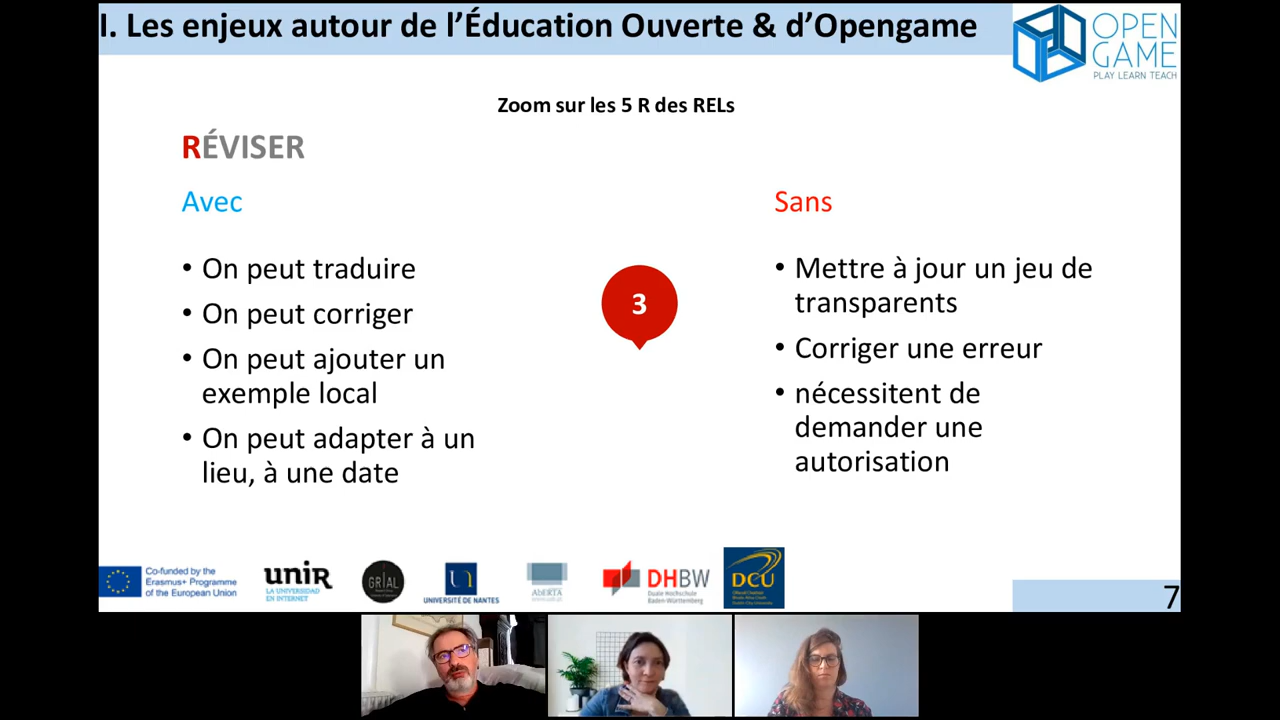 I. Les enjeux autour de l'Éducation Ouverte & d'Opengame
OPEN
GAME
PLAY LEARN TEACH
Zoom sur les 5 R des RELs
RÉVISER
Avec
• On peut traduire
• On peut corriger
• On peut ajouter un
exemple local
• On peut adapter à un
lieu, à une date
3
Sans
• Mettre à jour un jeu de
transparents
• Corriger une erreur
• nécessitent de
demander une
autorisation
Co-funded by the
Erasmus+ Programme
of the European Union
unir
LA UNIVERSIDAD
EN INTERNET
GRIAL
UNIVERSITÉ DE NANTES
AbERTA
DHBW
Duale Hochschule
Baden-Württemberg
DCU
7